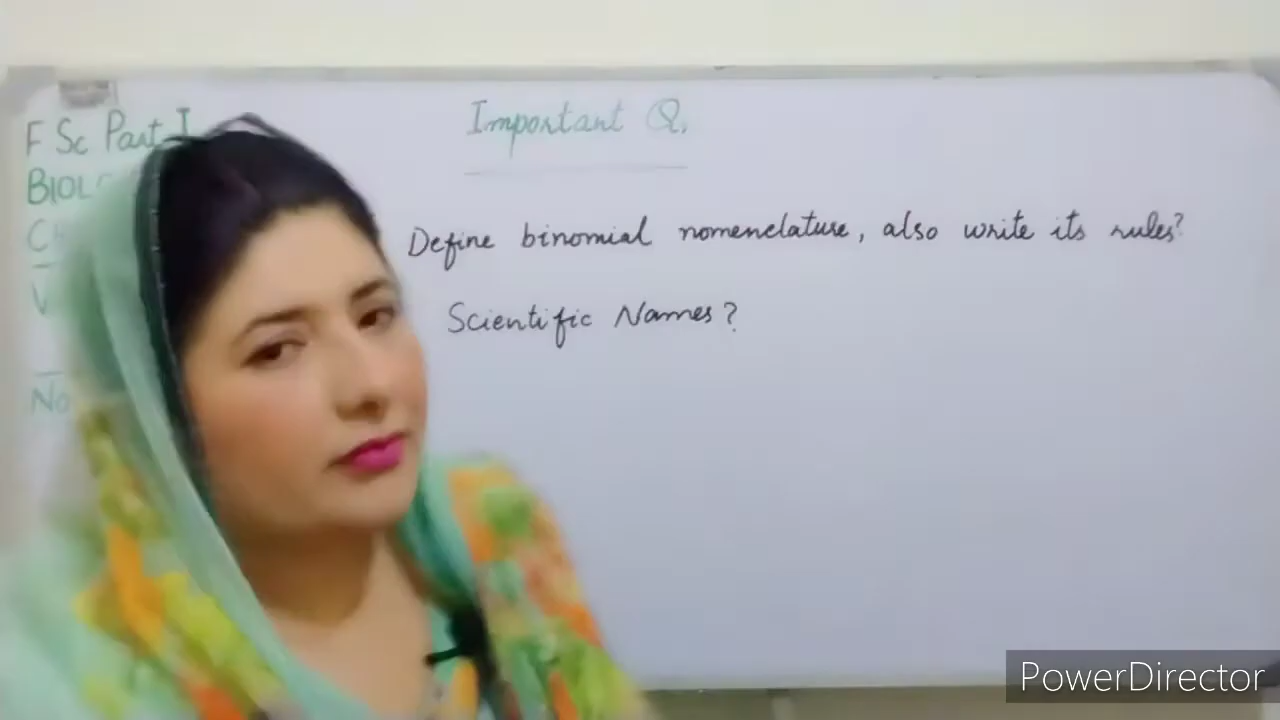 F Sc Part I
Important Q.
Define binomial nomenclature, also write its rules?
Scientific Names?
PowerDirector